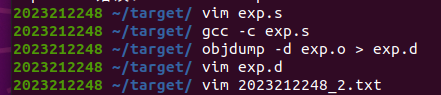 2023212248 ~/target/ vim exp.s
2023212248 ~/target/ gcc -c exp.s
2023212248 ~/target/ objdump -d exp.o > exp.d
2023212248 ~/target/ vim exp.d
2023212248 ~/target/ vim 2023212248_2.txt